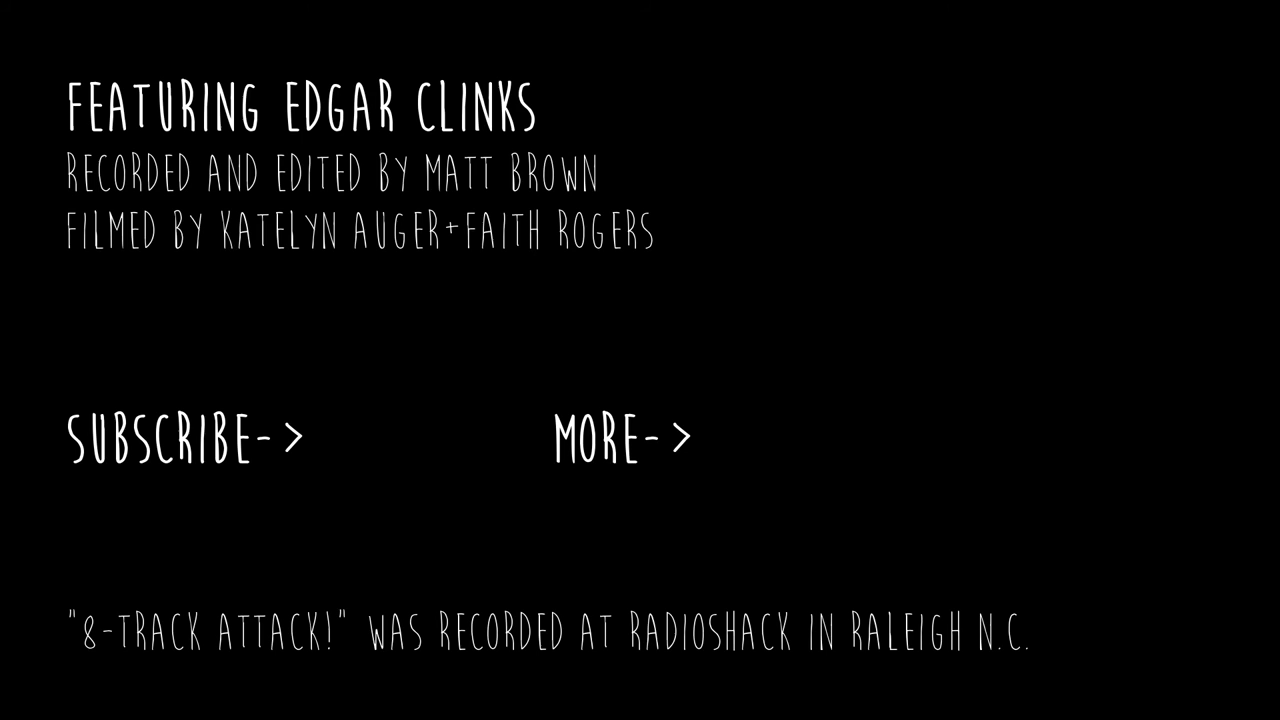 FEATURING EDGAR CLINKS
RECORDED AND EDITED BY MATT BROWN
FILMED BY KATELYN AUGER+FAITH ROGERS
SUBSCRIBE-> MORE->
"8-TRACK ATTACK!" WAS RECORDED AT RADIOSHACK IN RALEIGH N.C.